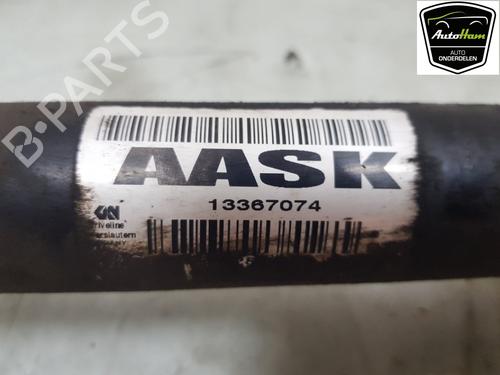 AutoHam
AUTO
ONDERDELEN
B-PARTS
AASK
13367074